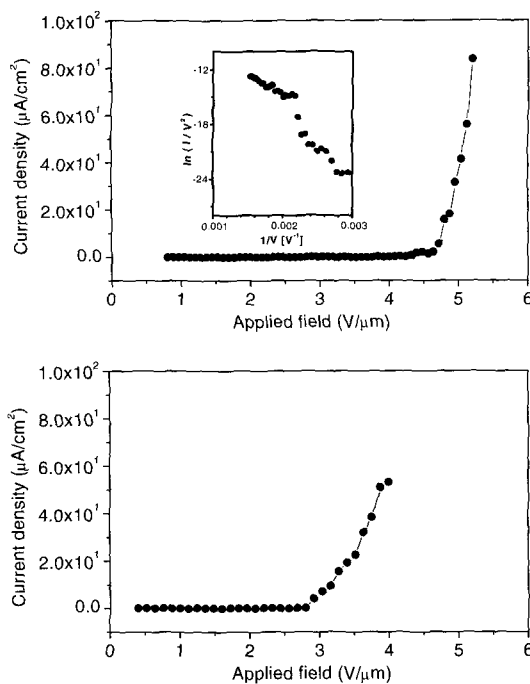 Current density (μA/cm²)
1.0x10²
8.0x10¹
6.0x10¹
4.0x10¹
2.0x10¹
0.0
0 1 2 3 4 5 6
Applied field (V/μm)
ln (I / V²)
-12
-18
-24
0.001 0.002 0.003
1/V [V⁻¹]
Current density (μA/cm²)
1.0x10²
8.0x10¹
6.0x10¹
4.0x10¹
2.0x10¹
0.0
0 1 2 3 4 5 6
Applied field (V/μm)